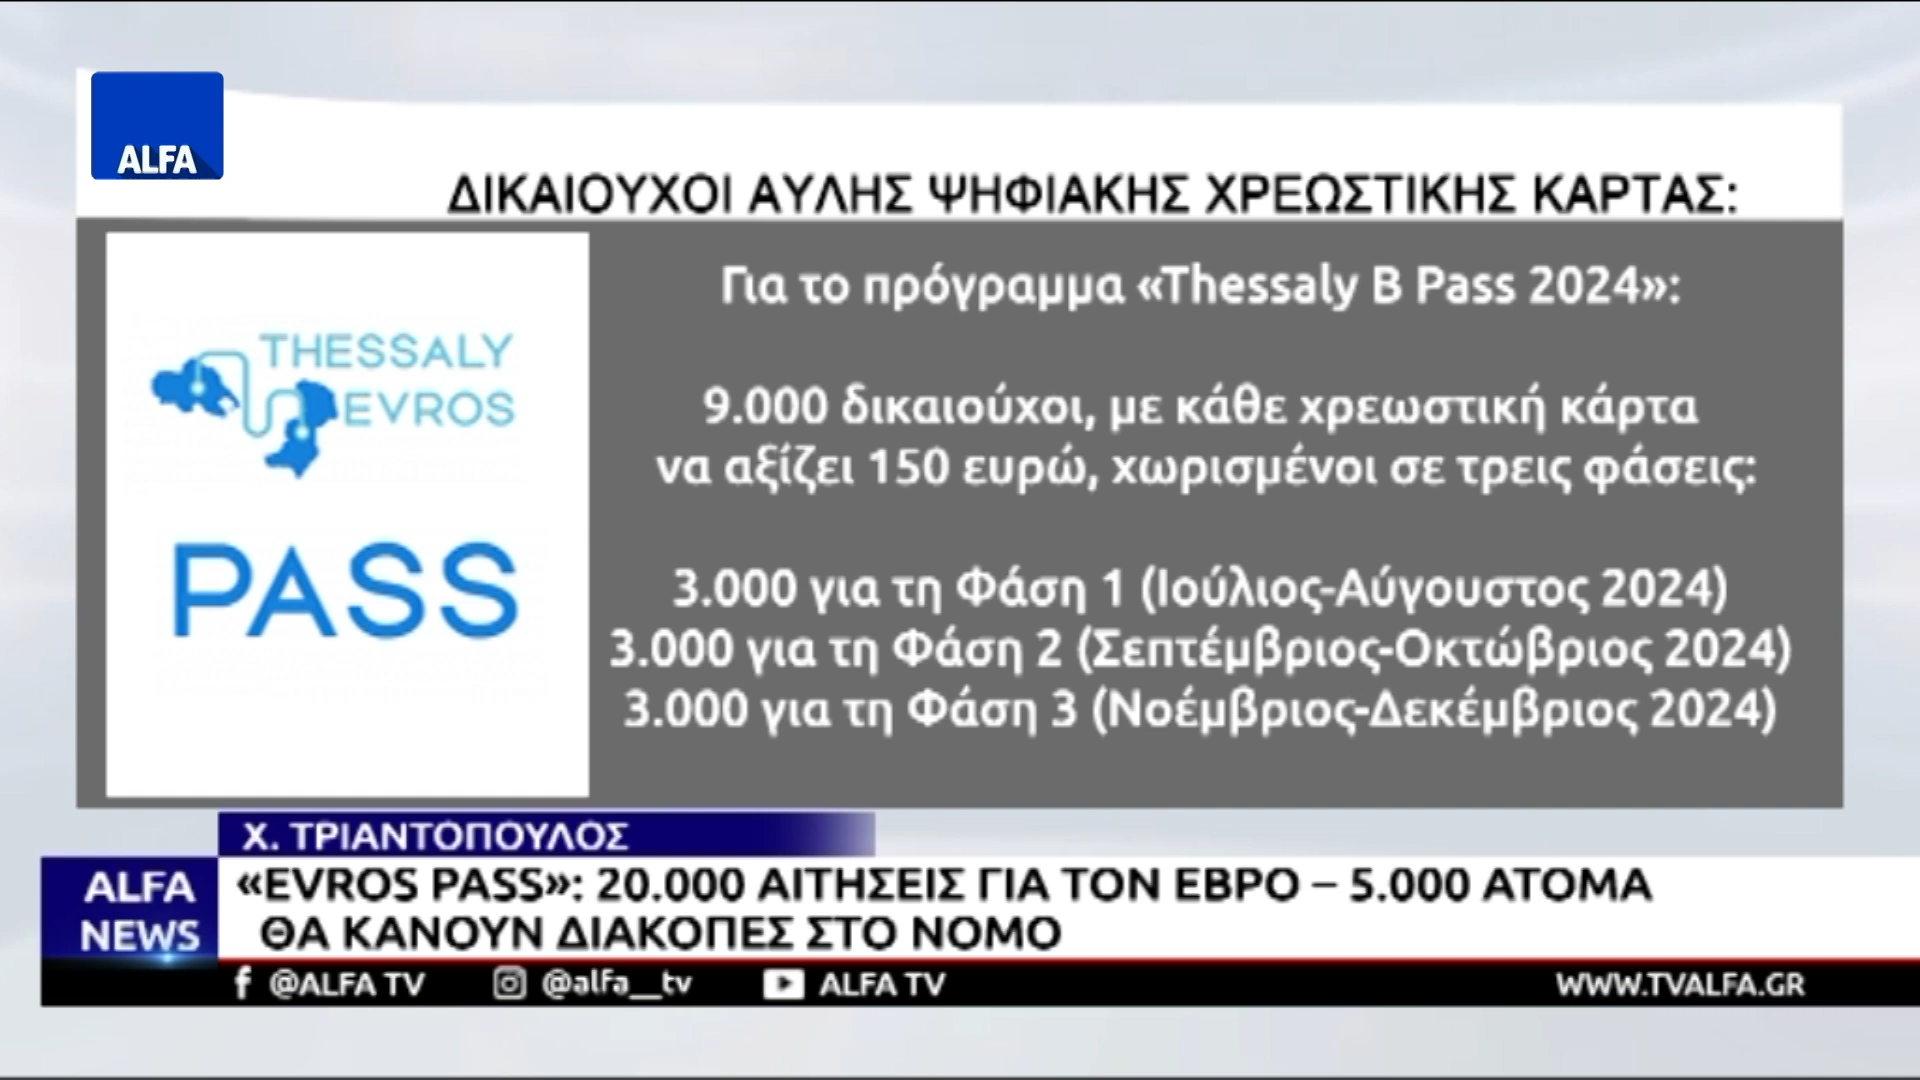 ALFA
ΔΙΚΑΙΟΥΧΟΙ ΑΥΛΗΣ ΨΗΦΙΑΚΗΣ ΧΡΕΩΣΤΙΚΗΣ ΚΑΡΤΑΣ:
THESSALY
EVROS
PASS
Για το πρόγραμμα «Thessaly B Pass 2024»:
9.000 δικαιούχοι, με κάθε χρεωστική κάρτα
να αξίζει 150 ευρώ, χωρισμένοι σε τρεις φάσεις:
3.000 για τη Φάση 1 (Ιούλιος-Αύγουστος 2024)
3.000 για τη Φάση 2 (Σεπτέμβριος-Οκτώβριος 2024)
3.000 για τη Φάση 3 (Νοέμβριος-Δεκέμβριος 2024)
Χ. ΤΡΙΑΝΤΟΠΟΥΛΟΣ
ALFA
NEWS
«EVROS PASS»: 20.000 ΑΙΤΗΣΕΙΣ ΓΙΑ ΤΟΝ ΕΒΡΟ – 5.000 ΑΤΟΜΑ
ΘΑ ΚΑΝΟΥΝ ΔΙΑΚΟΠΕΣ ΣΤΟ ΝΟΜΟ
@ALFA TV @alfa__tv ALFA TV WWW.TVALFA.GR